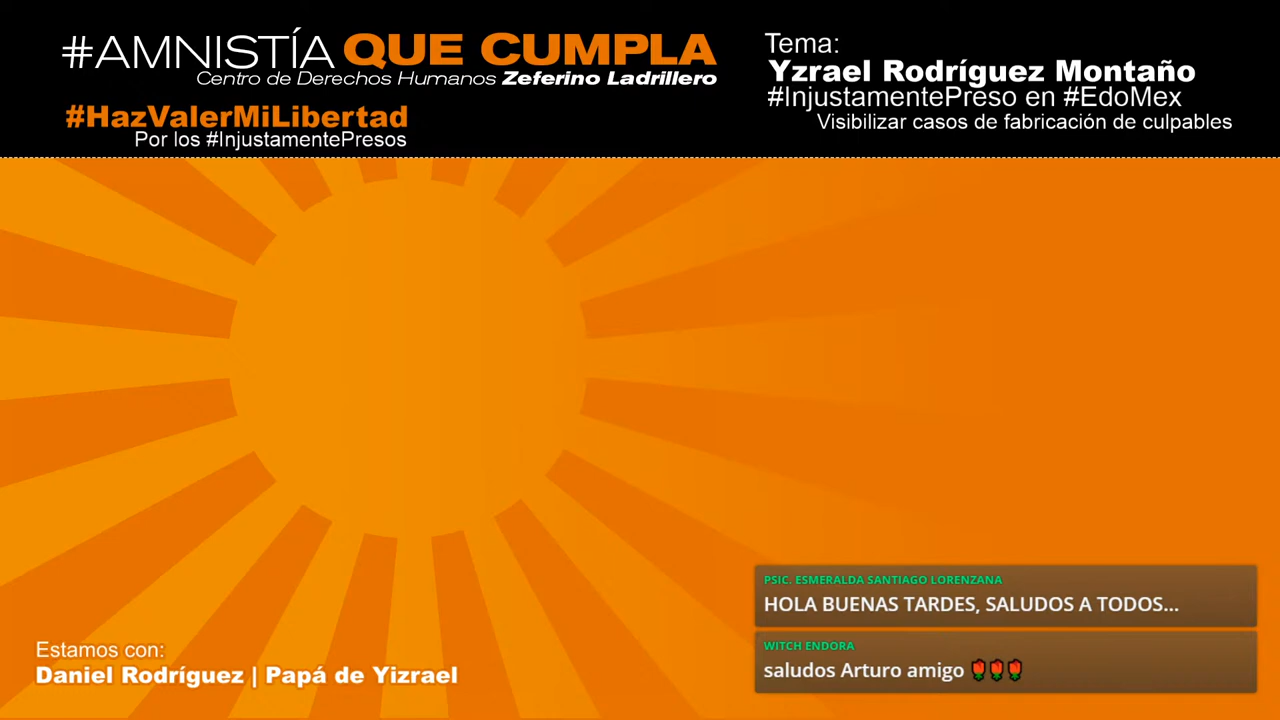 #AMNISTÍA QUE CUMPLA
Centro de Derechos Humanos Zeferino Ladrillero
#HazValerMiLibertad
Por los #InjustamentePresos
Tema:
Yzrael Rodríguez Montaño
#InjustamentePreso en #EdoMex
Visibilizar casos de fabricación de culpables
PSIC. ESMERALDA SANTIAGO LORENZANA
HOLA BUENAS TARDES, SALUDOS A TODOS...
WITCH ENDORA
saludos Arturo amigo 🌹🌹🌹
Estamos con:
Daniel Rodríguez | Papá de Yizrael